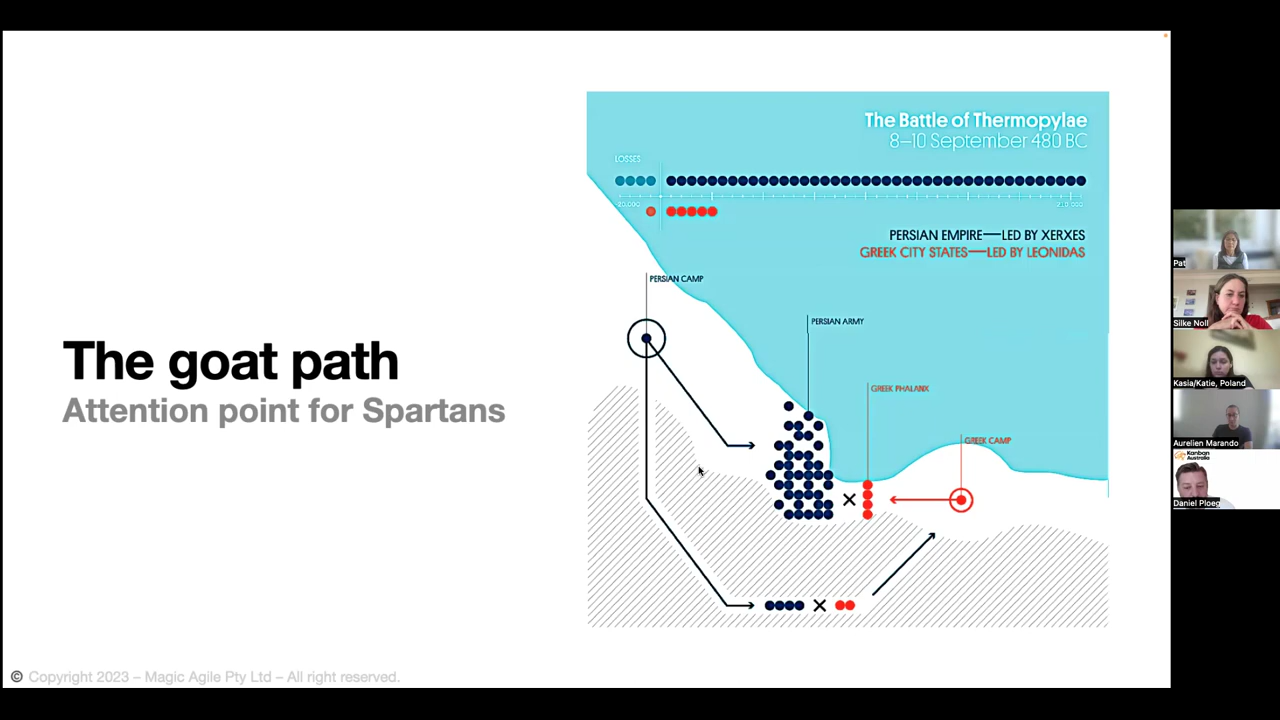 The goat path
Attention point for Spartans
The Battle of Thermopylae
8–10 September 480 BC
LOSSES
20.000
210 000
PERSIAN EMPIRE—LED BY XERXES
GREEK CITY STATES—LED BY LEONIDAS
PERSIAN CAMP
PERSIAN ARMY
GREEK PHALANX
GREEK CAMP
© Copyright 2023 – Magic Agile Pty Ltd – All right reserved.
Pat
Silke Noll
Kasia/Katie, Poland
Aurelien Marando
Kanban
Australia
Daniel Ploeg